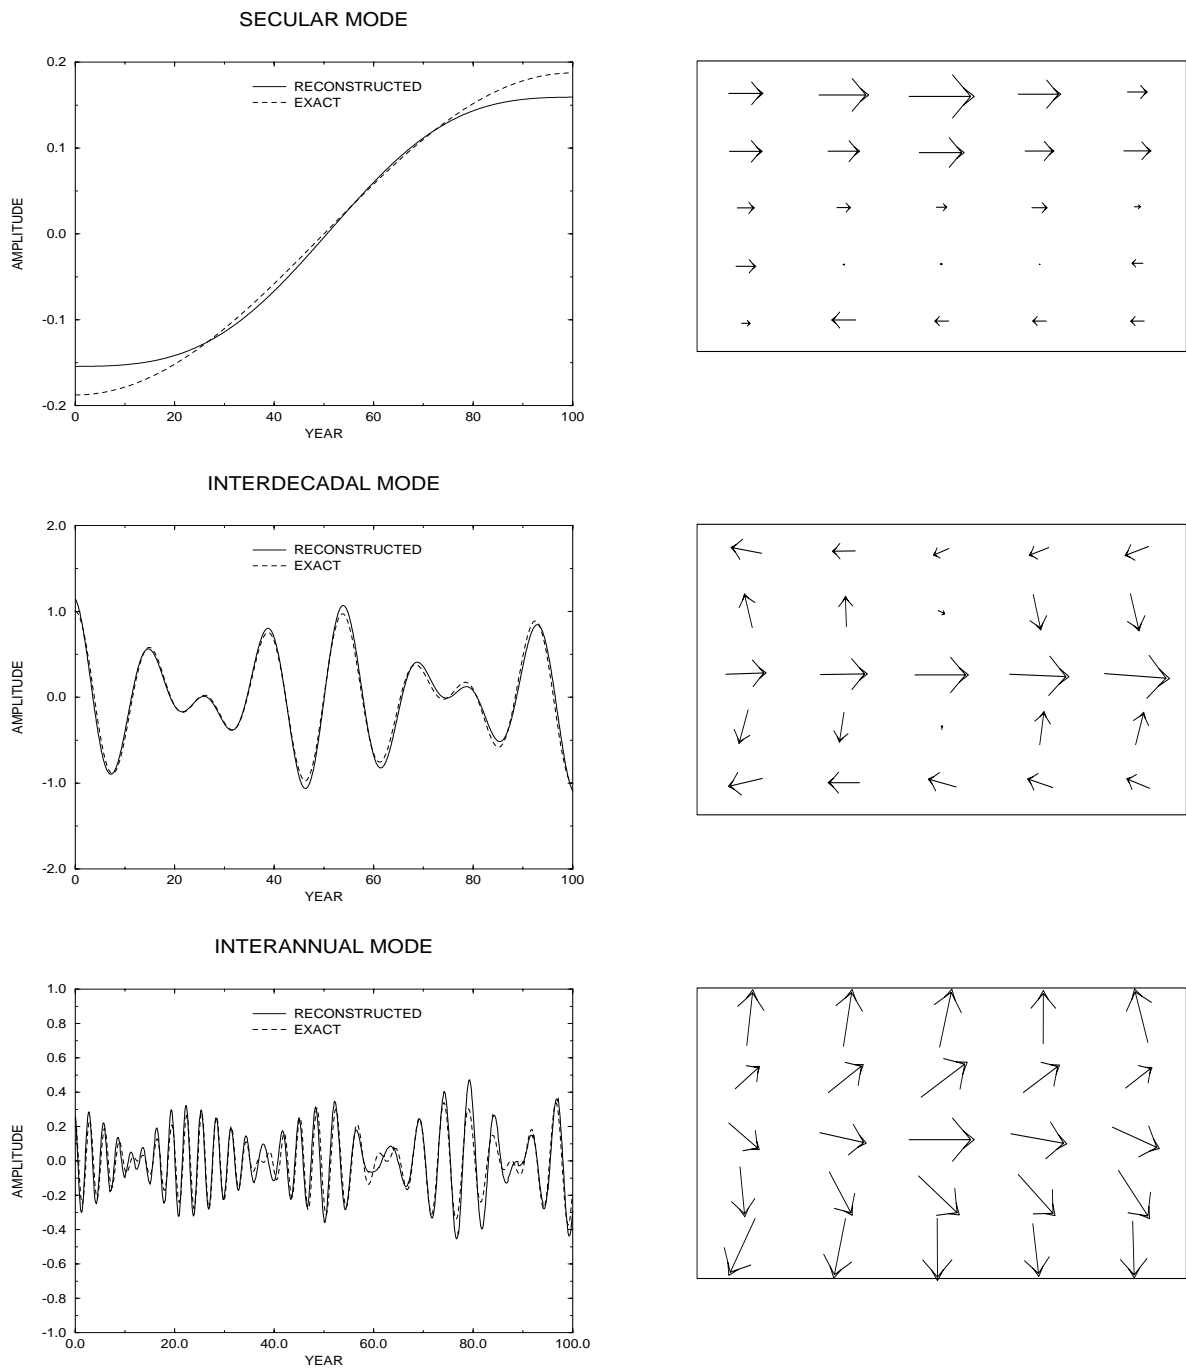 SECULAR MODE
0.2
0.1
0.0
-0.1
-0.2
AMPLITUDE
RECONSTRUCTED
EXACT
0 20 40 60 80 100
YEAR
INTERDECADAL MODE
2.0
1.0
0.0
-1.0
-2.0
AMPLITUDE
RECONSTRUCTED
EXACT
0 20 40 60 80 100
YEAR
INTERANNUAL MODE
1.0
0.8
0.6
0.4
0.2
0.0
-0.2
-0.4
-0.6
-0.8
-1.0
AMPLITUDE
RECONSTRUCTED
EXACT
0.0 20.0 40.0 60.0 80.0 100.0
YEAR